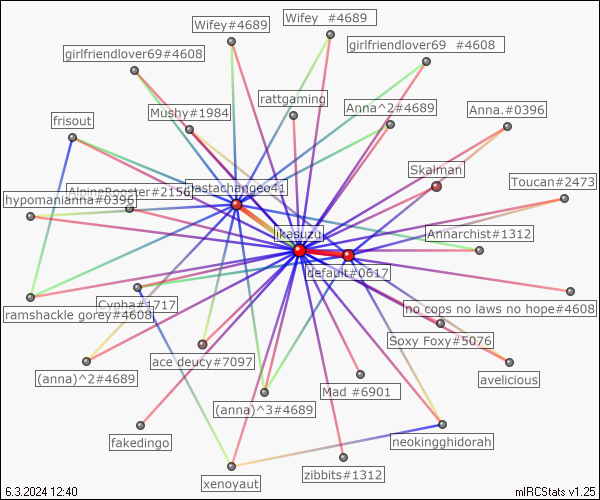 Wifey#4689
Wifey  #4689
girlfriendlover69  #4608
girlfriendlover69#4608
rattgaming
Anna^2#4689
Mushy#1984
Anna.#0396
frisout
Skalman
Toucan#2473
AlpineRooster#2156
pastachangeo41
hypomanianna#0396
ikasuzu
Annarchist#1312
default#0617
Cypha#1717
ramshackle gorey#4608
no cops no laws no hope#4608
Soxy Foxy#5076
ace deucy#7097
(anna)^2#4689
avelicious
Mad #6901
(anna)^3#4689
fakedingo
neokingghidorah
zibbits#1312
xenoyaut
6.3.2024 12:40
mIRCStats v1.25